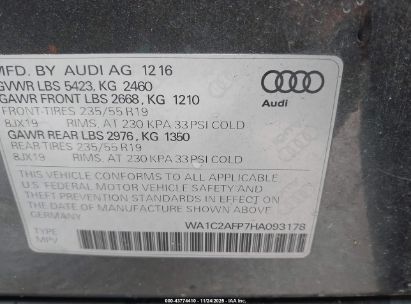 MFD. BY AUDI AG 12 16
GVWR LBS 5423, KG 2460
GAWR FRONT LBS 2668, KG 1210
FRONT-TIRES 235/55 R19
8JX19 RIMS, AT 230 KPA 33 PSI COLD
GAWR REAR LBS 2976, KG 1350
REAR TIRES 235/55 R19
8JX19 RIMS, AT 230 KPA 33 PSI COLD
Audi
THIS VEHICLE CONFORMS TO ALL APPLICABLE
U.S. FEDERAL MOTOR VEHICLE SAFETY AND
THEFT PREVENTION STANDARDS IN EFFECT ON
THE DATE OF MANUFACTURE SHOWN ABOVE.
WA1C2AFP7HA093178
TYPE